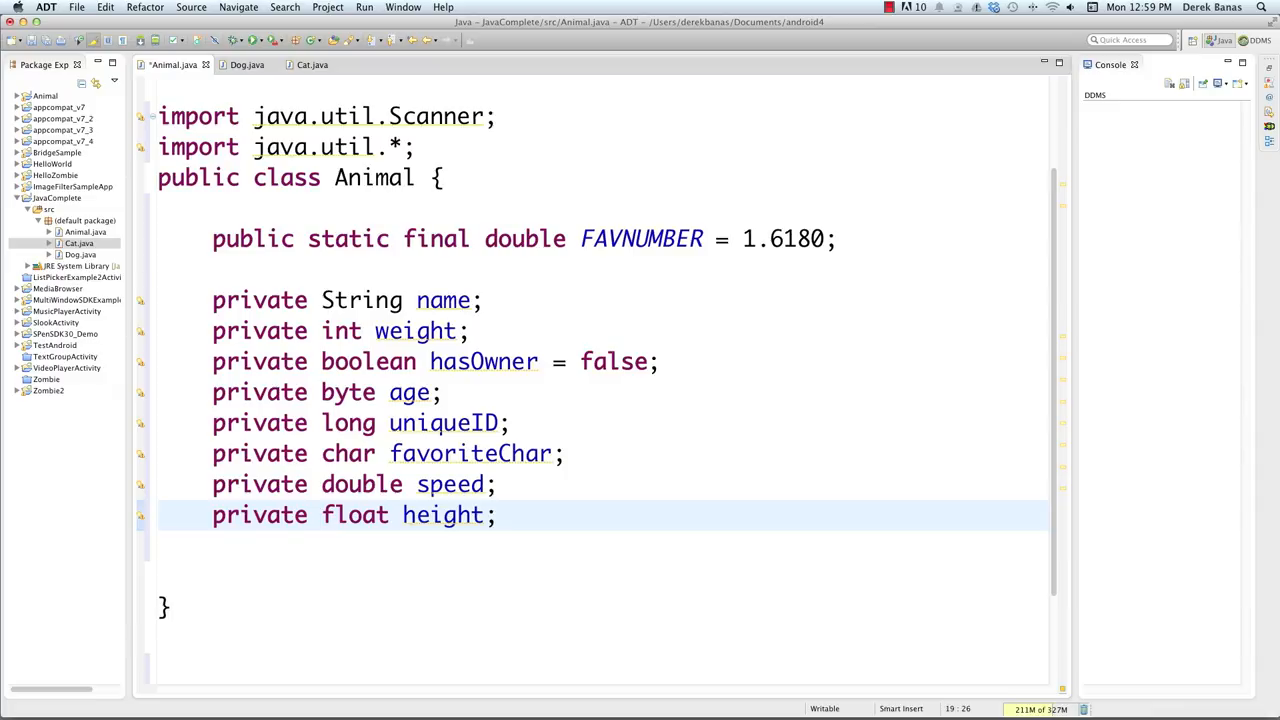 ADT File Edit Refactor Source Navigate Search Project Run Window Help
10 Mon 12:59 PM Derek Banas
Java – JavaComplete/src/Animal.java – ADT – /Users/derekbanas/Documents/android4
Quick Access
Java
DDMS
Package Exp
*Animal.java
Dog.java
Cat.java
Console
DDMS
Animal
appcompat_v7
appcompat_v7_2
appcompat_v7_3
appcompat_v7_4
BridgeSample
HelloWorld
HelloZombie
ImageFilterSampleApp
JavaComplete
src
(default package)
Animal.java
Cat.java
Dog.java
JRE System Library [Ja
ListPickerExample2Activi
MediaBrowser
MultiWindowSDKExample
MusicPlayerActivity
SlookActivity
SPenSDK30_Demo
TestAndroid
TextGroupActivity
VideoPlayerActivity
Zombie
Zombie2
import java.util.Scanner;
import java.util.*;
public class Animal {
public static final double FAVNUMBER = 1.6180;
private String name;
private int weight;
private boolean hasOwner = false;
private byte age;
private long uniqueID;
private char favoriteChar;
private double speed;
private float height;
}
Writable
Smart Insert
19 : 26
211M of 327M